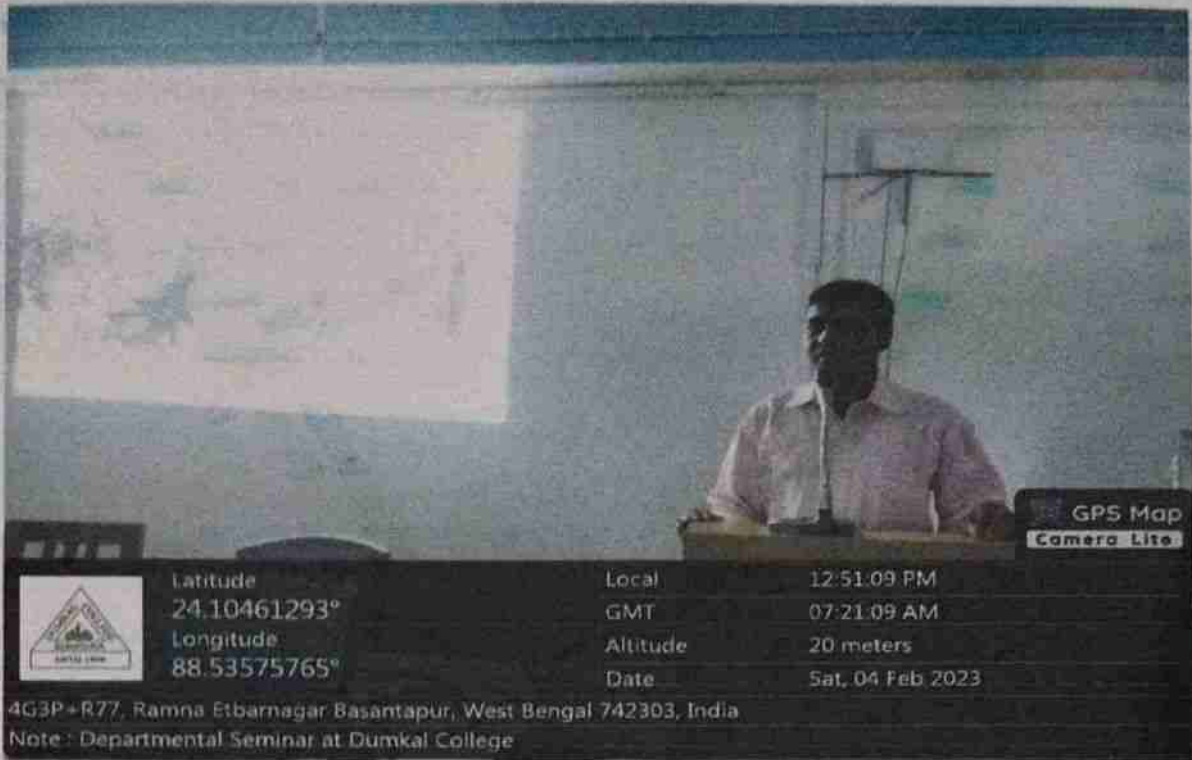 GPS Map
Camera Lite
Latitude
24.10461293°
Longitude
88.53575765°
Local 12:51:09 PM
GMT 07:21:09 AM
Altitude 20 meters
Date Sat, 04 Feb 2023
4G3P+R77, Ramna Etbarnagar Basantapur, West Bengal 742303, India
Note : Departmental Seminar at Dumkal College